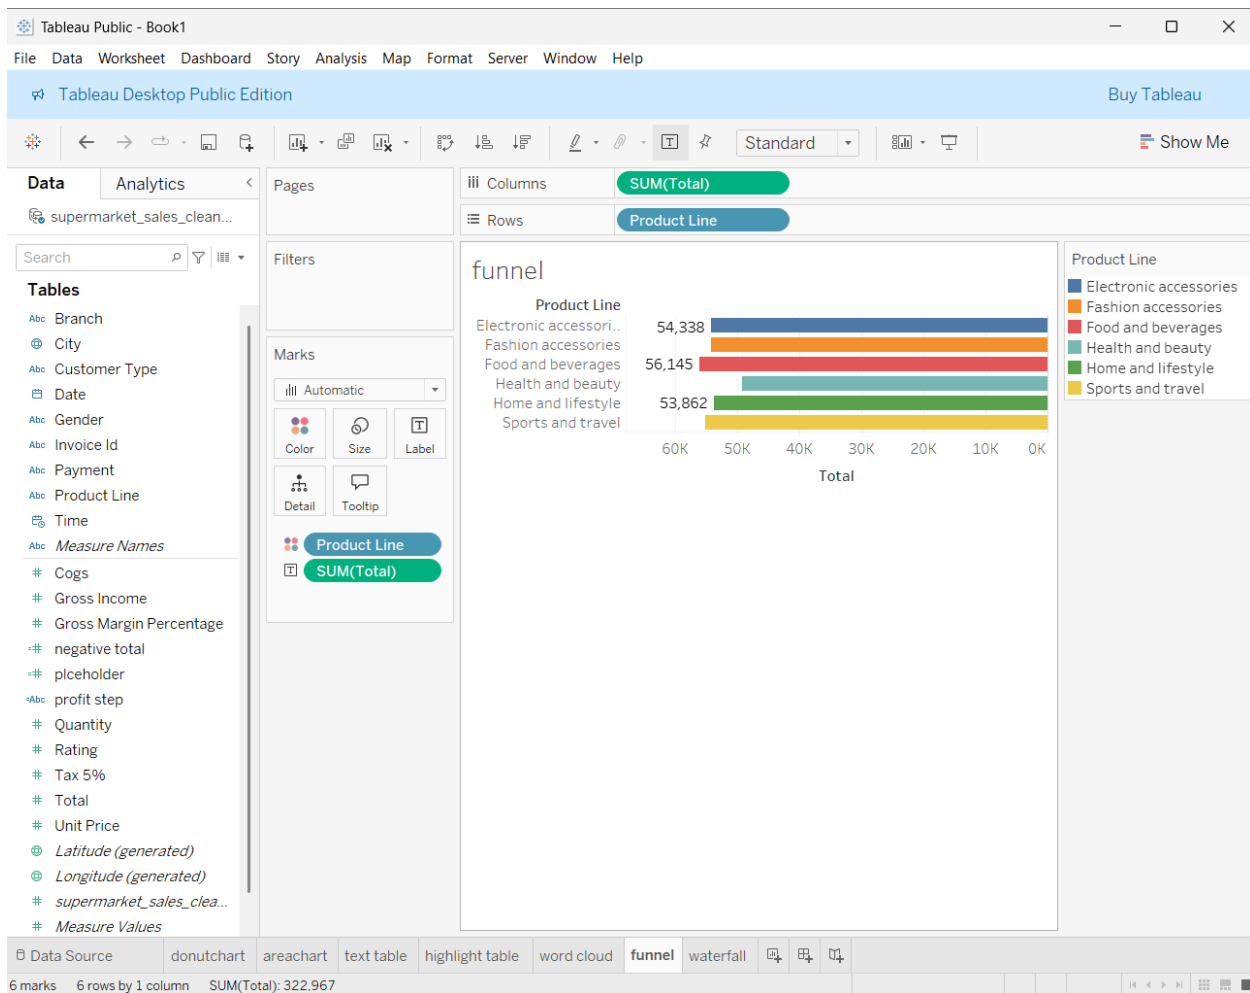 Tableau Public - Book1
File Data Worksheet Dashboard Story Analysis Map Format Server Window Help
Tableau Desktop Public Edition
Buy Tableau
Standard
Show Me
Data
Analytics
supermarket_sales_clean...
Search
Tables
Abc Branch
City
Abc Customer Type
Date
Abc Gender
Abc Invoice Id
Abc Payment
Abc Product Line
Time
Abc Measure Names
# Cogs
# Gross Income
# Gross Margin Percentage
=# negative total
=# plceholder
=Abc profit step
# Quantity
# Rating
# Tax 5%
# Total
# Unit Price
Latitude (generated)
Longitude (generated)
# supermarket_sales_clea...
# Measure Values
Pages
Filters
Marks
Automatic
Color
Size
Label
Detail
Tooltip
Product Line
SUM(Total)
Columns
SUM(Total)
Rows
Product Line
funnel
Product Line
Electronic accessori..
54,338
Fashion accessories
Food and beverages
56,145
Health and beauty
Home and lifestyle
53,862
Sports and travel
60K 50K 40K 30K 20K 10K 0K
Total
Product Line
Electronic accessories
Fashion accessories
Food and beverages
Health and beauty
Home and lifestyle
Sports and travel
Data Source donutchart areachart text table highlight table word cloud funnel waterfall
6 marks 6 rows by 1 column SUM(Total): 322,967